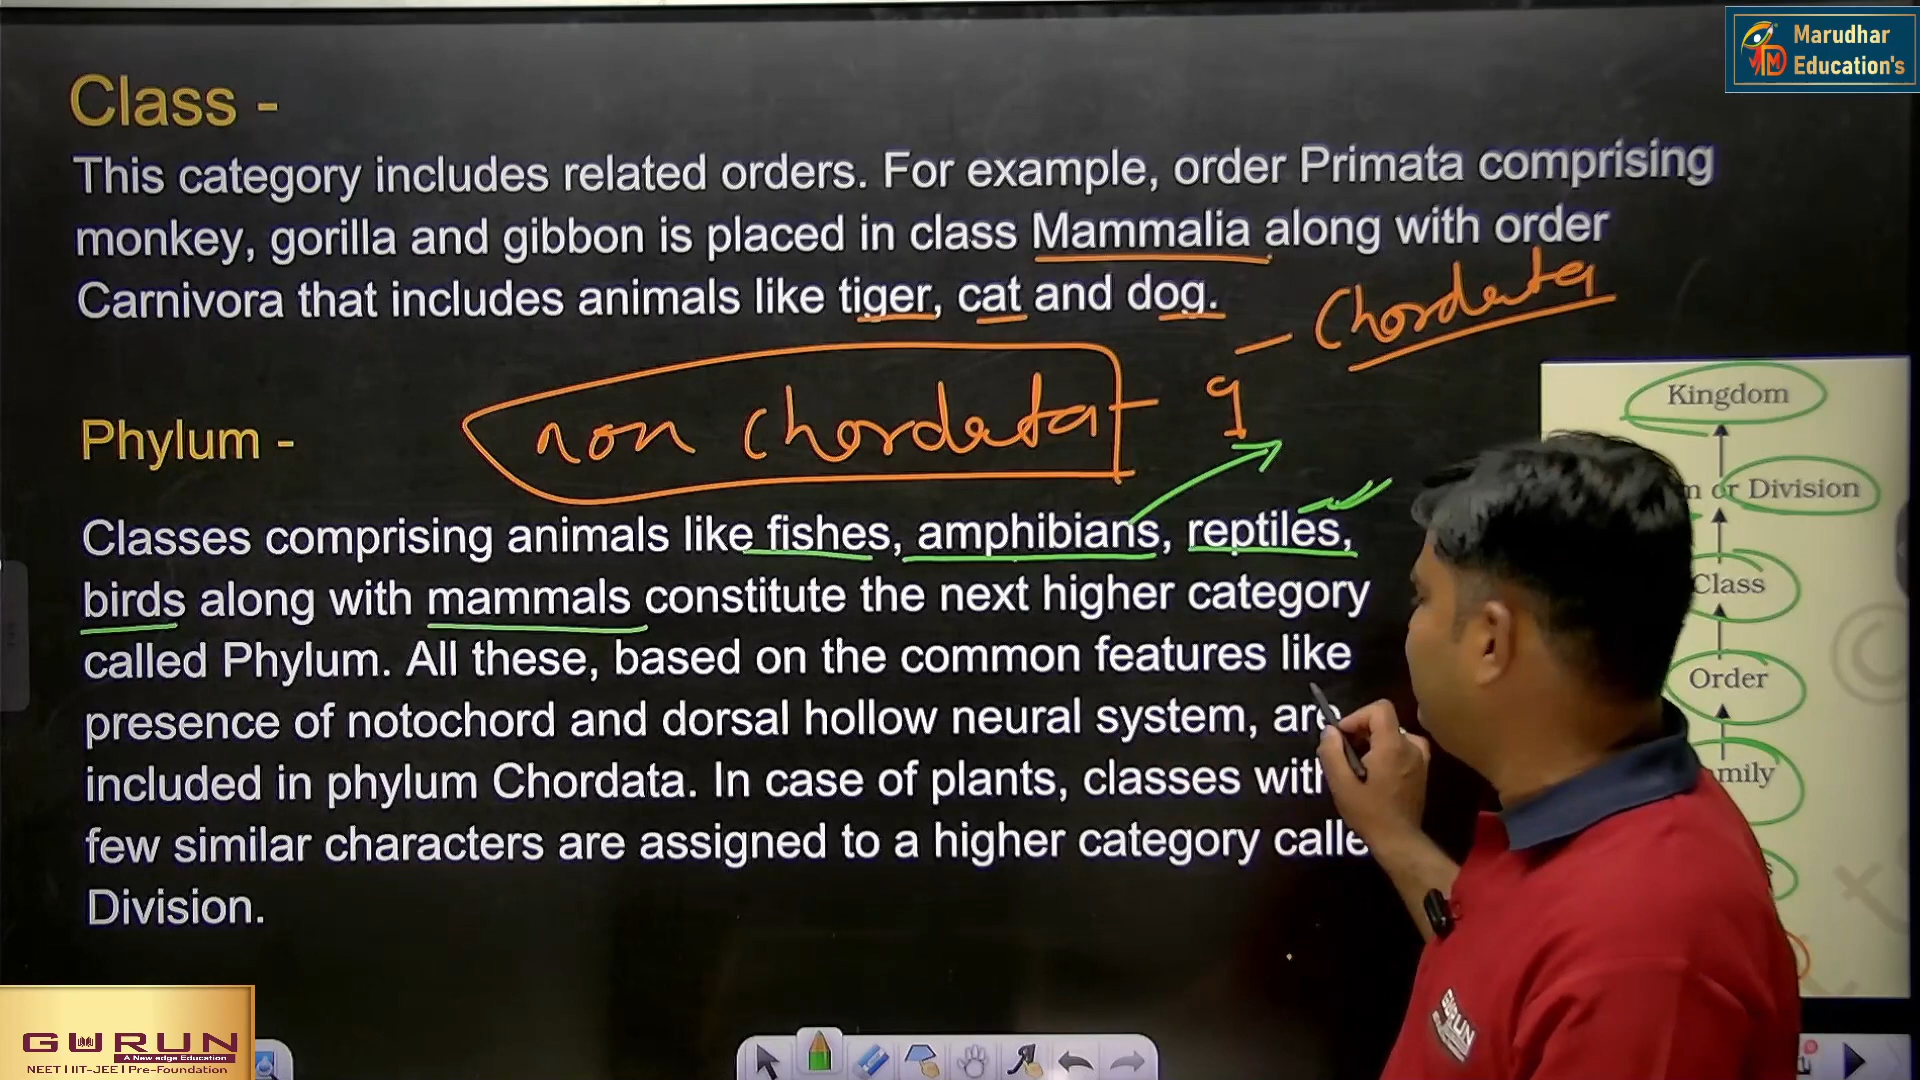 Marudhar
Education's
Class -
This category includes related orders. For example, order Primata comprising
monkey, gorilla and gibbon is placed in class Mammalia along with order
Carnivora that includes animals like tiger, cat and dog.
- Chordata
non Chordata - 9
Phylum -
Classes comprising animals like fishes, amphibians, reptiles,
birds along with mammals constitute the next higher category
called Phylum. All these, based on the common features like
presence of notochord and dorsal hollow neural system, are
included in phylum Chordata. In case of plants, classes with
few similar characters are assigned to a higher category calle
Division.
Kingdom
or Division
Class
Order
mily
GURUN
GURUN
A New edge Education
NEET | IIT-JEE | Pre-Foundation